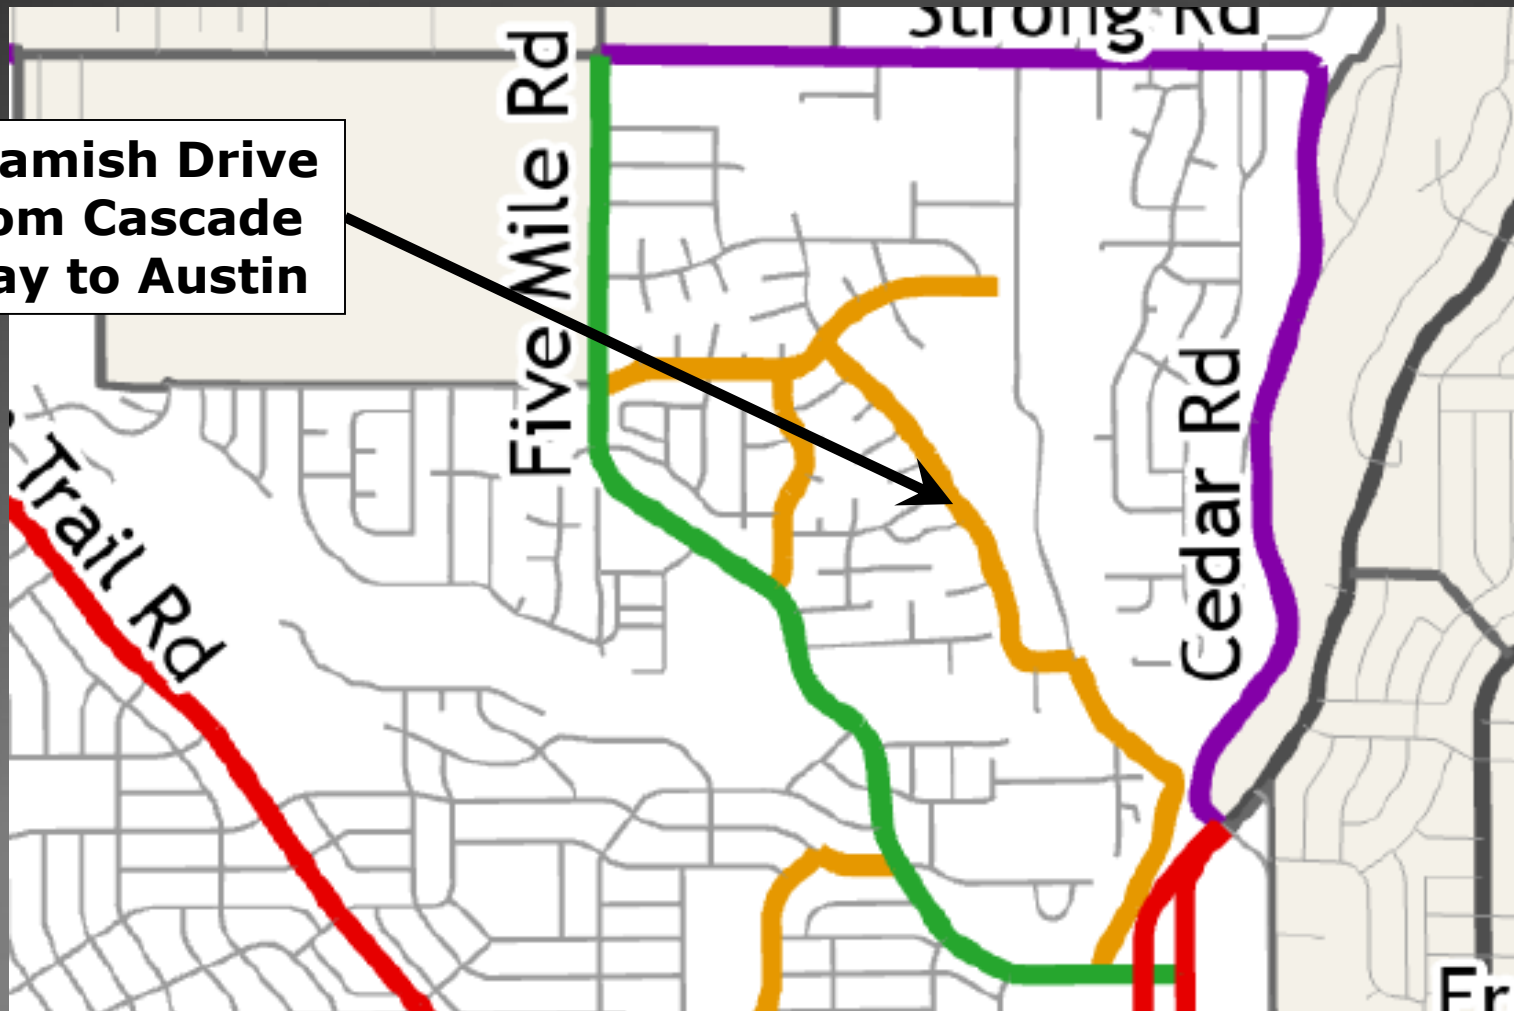 Strong Rd
Five Mile Rd
amish Drive
om Cascade
ay to Austin
Cedar Rd
Trail Rd
Fr